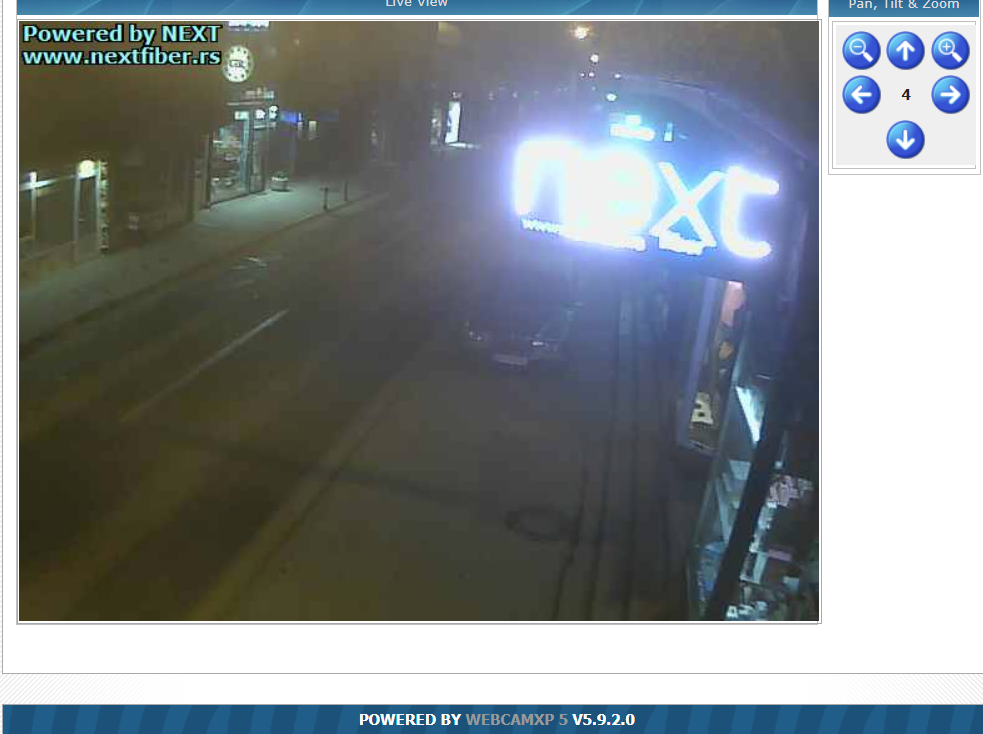 Live View
Pan, Tilt & Zoom
Powered by NEXT
www.nextfiber.rs
4
next
POWERED BY WEBCAMXP 5 V5.9.2.0